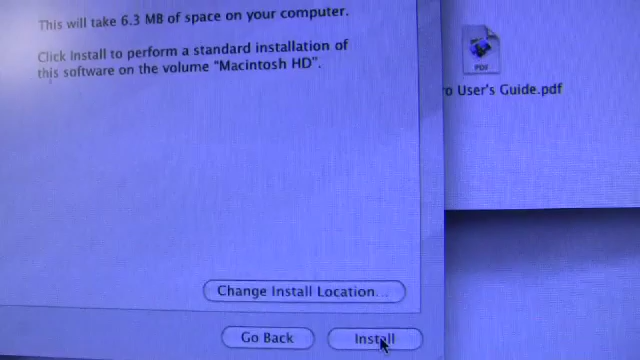 This will take 6.3 MB of space on your computer.
Click Install to perform a standard installation of
this software on the volume "Macintosh HD".
PDF
o User's Guide.pdf
Change Install Location...
Go Back
Install